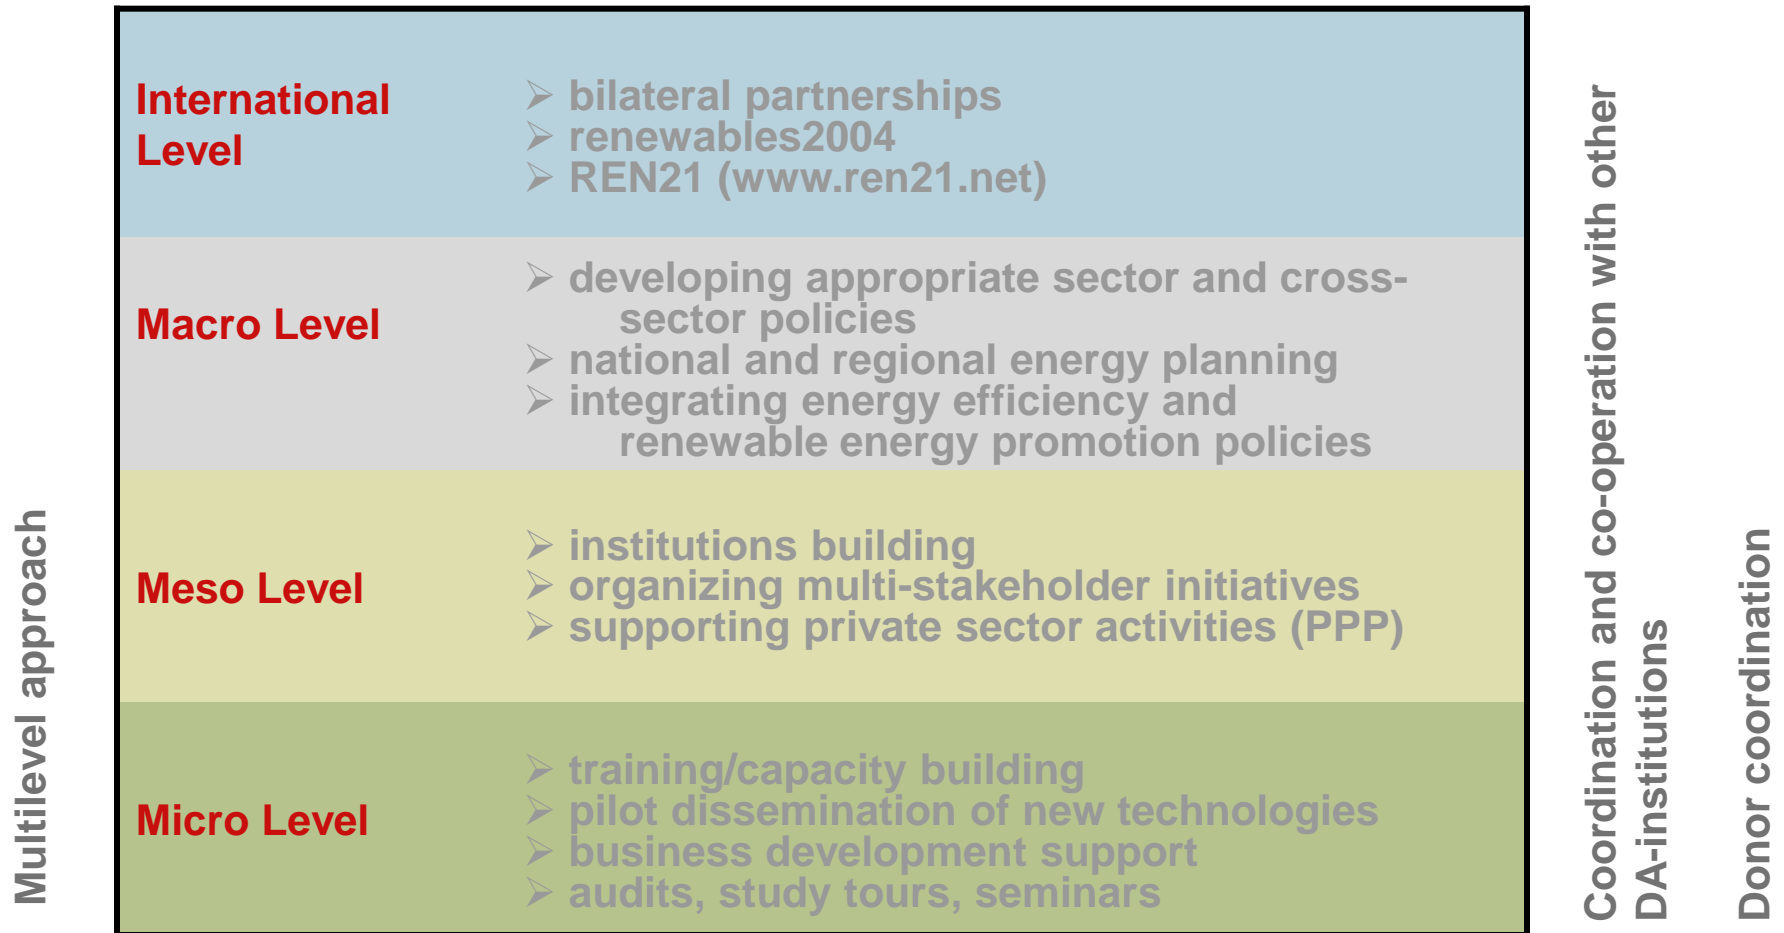 Multilevel approach
International
Level
➢ bilateral partnerships
➢ renewables2004
➢ REN21 (www.ren21.net)
Macro Level
➢ developing appropriate sector and cross-
sector policies
➢ national and regional energy planning
➢ integrating energy efficiency and
renewable energy promotion policies
Meso Level
➢ institutions building
➢ organizing multi-stakeholder initiatives
➢ supporting private sector activities (PPP)
Micro Level
➢ training/capacity building
➢ pilot dissemination of new technologies
➢ business development support
➢ audits, study tours, seminars
Coordination and co-operation with other
DA-institutions
Donor coordination